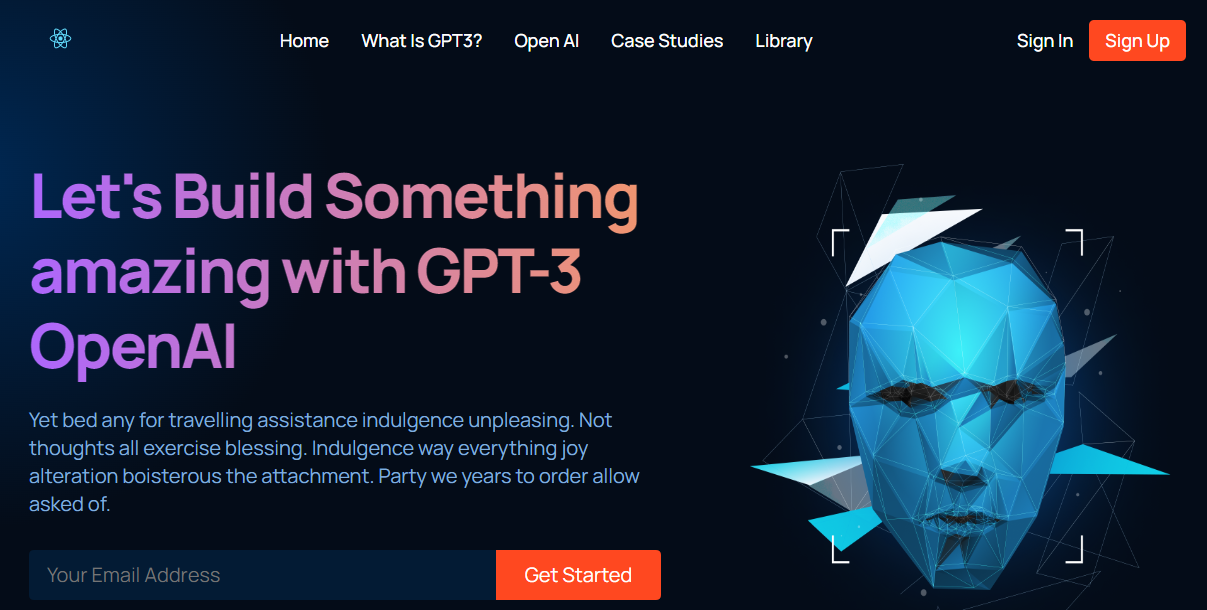 Home What Is GPT3? Open AI Case Studies Library Sign In Sign Up
Let's Build Something
amazing with GPT-3
OpenAI
Yet bed any for travelling assistance indulgence unpleasing. Not
thoughts all exercise blessing. Indulgence way everything joy
alteration boisterous the attachment. Party we years to order allow
asked of.
Your Email Address Get Started